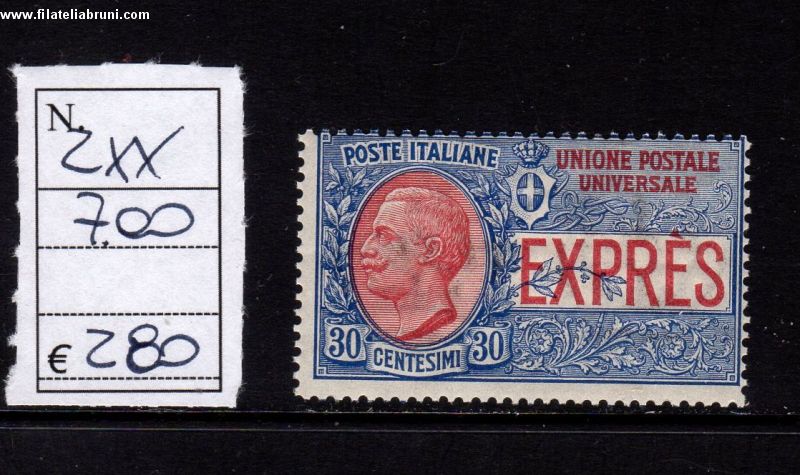 www.filateliabruni.com
N.
2xx
7.00
€ 280
POSTE ITALIANE
UNIONE POSTALE
UNIVERSALE
EXPRÈS
30 CENTESIMI 30